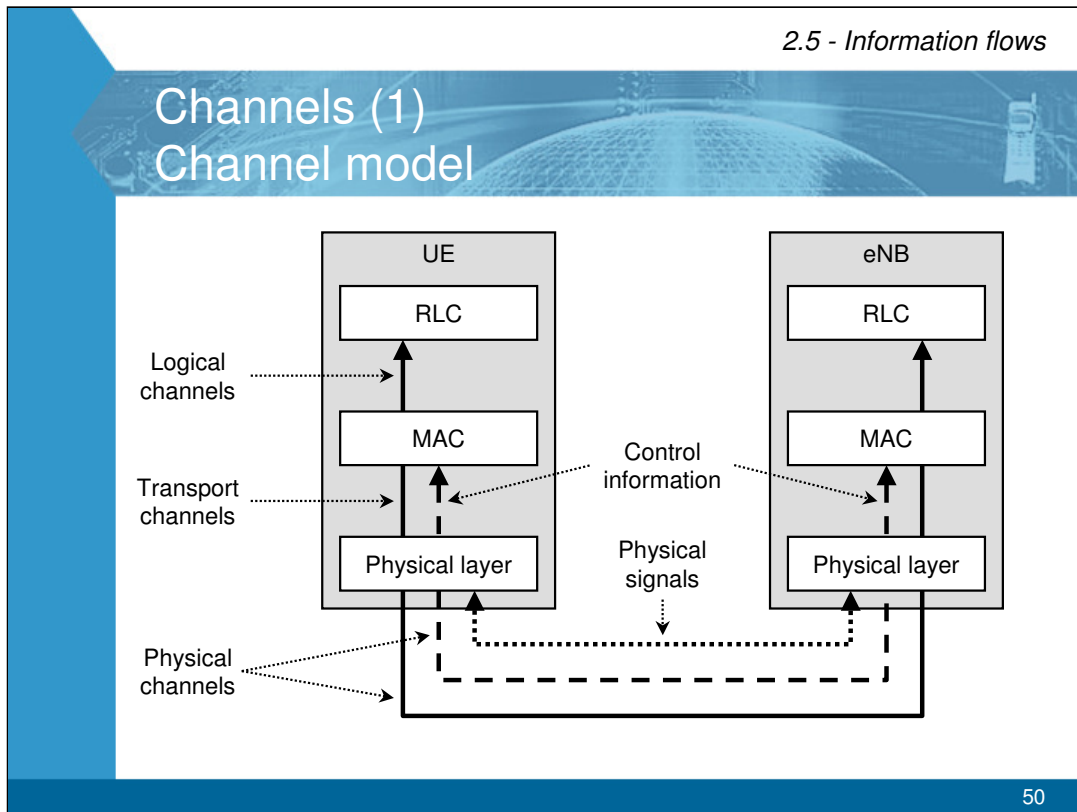 2.5 - Information flows
Channels (1)
Channel model
UE
eNB
RLC
RLC
Logical
channels
MAC
MAC
Control
information
Transport
channels
Physical layer
Physical
signals
Physical layer
Physical
channels
50